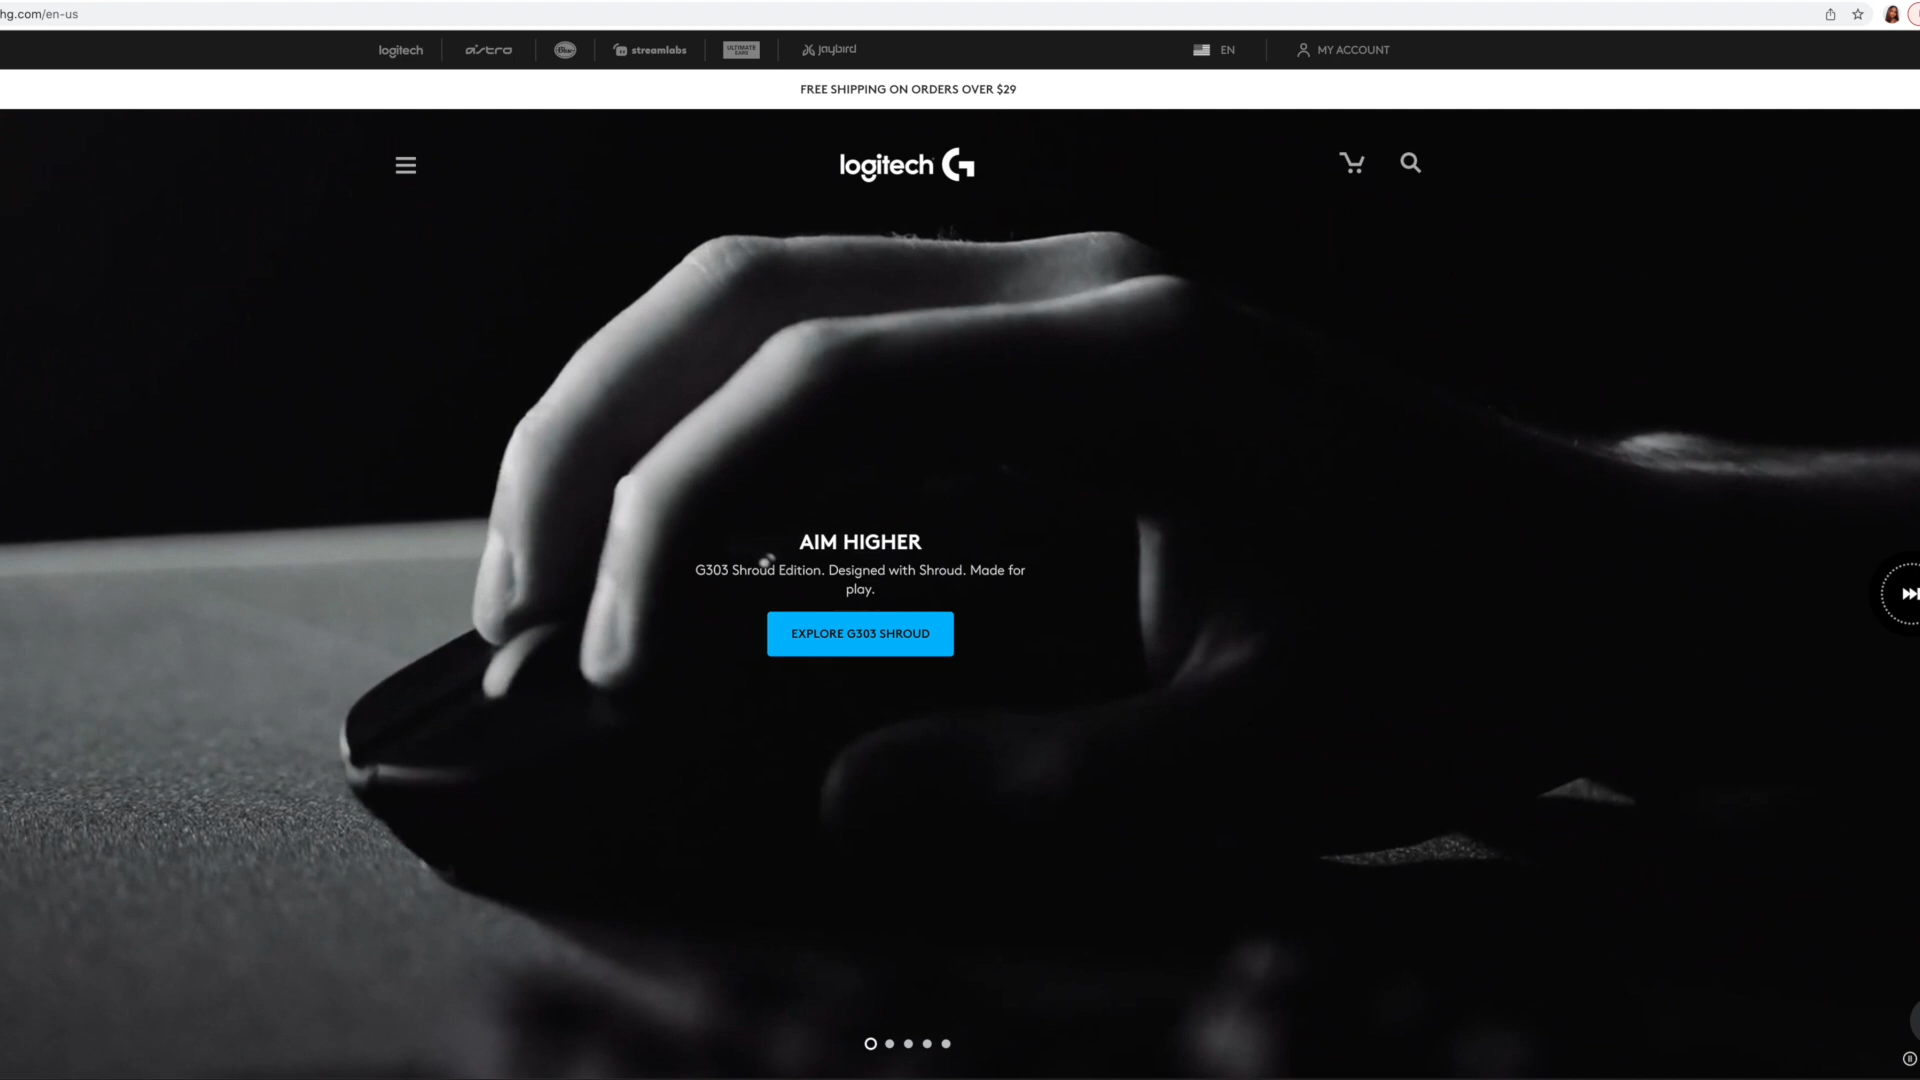 hg.com/en-us
logitech
ASTRO
Blue
streamlabs
ULTIMATE EARS
jaybird
EN
MY ACCOUNT
FREE SHIPPING ON ORDERS OVER $29
logitech G
AIM HIGHER
G303 Shroud Edition. Designed with Shroud. Made for
play.
EXPLORE G303 SHROUD